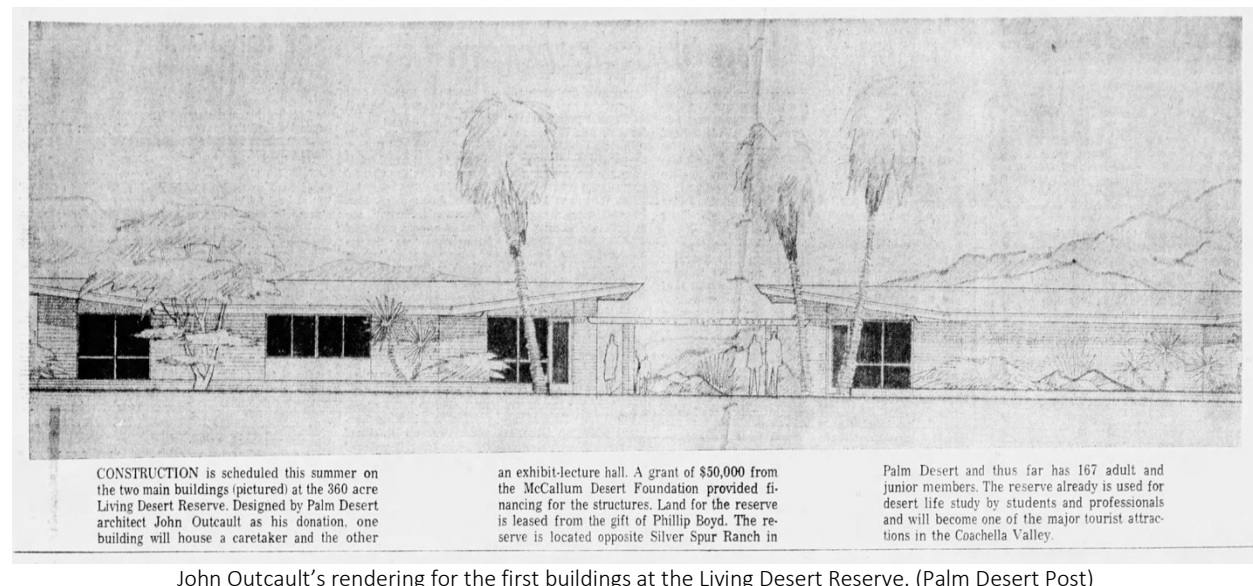 CONSTRUCTION is scheduled this summer on
the two main buildings (pictured) at the 360 acre
Living Desert Reserve. Designed by Palm Desert
architect John Outcault as his donation, one
building will house a caretaker and the other
an exhibit-lecture hall. A grant of $50,000 from
the McCallum Desert Foundation provided fi-
nancing for the structures. Land for the reserve
is leased from the gift of Phillip Boyd. The re-
serve is located opposite Silver Spur Ranch in
Palm Desert and thus far has 167 adult and
junior members. The reserve already is used for
desert life study by students and professionals
and will become one of the major tourist attrac-
tions in the Coachella Valley.
John Outcault’s rendering for the first buildings at the Living Desert Reserve. (Palm Desert Post)